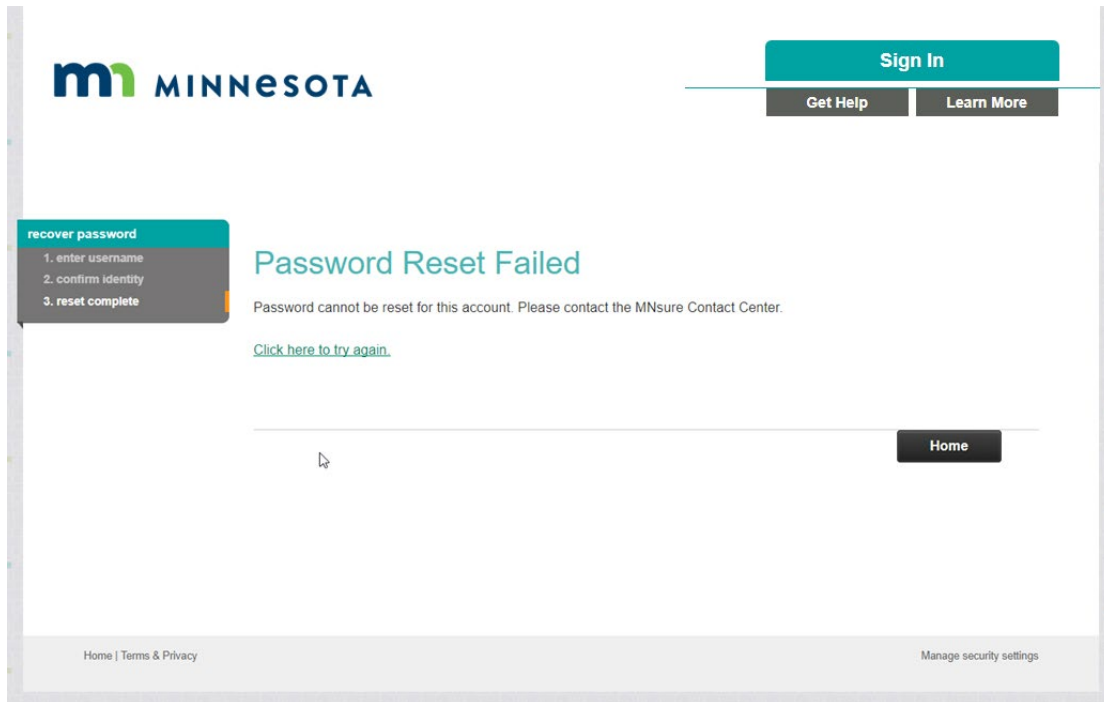 mn MINNESOTA
Sign In
Get Help
Learn More
recover password
1. enter username
2. confirm identity
3. reset complete
Password Reset Failed
Password cannot be reset for this account. Please contact the MNsure Contact Center.
Click here to try again.
Home
Home | Terms & Privacy
Manage security settings